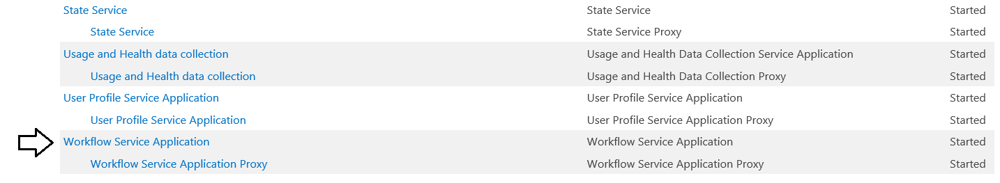 State Service State Service Started
State Service State Service Proxy Started
Usage and Health data collection Usage and Health Data Collection Service Application Started
Usage and Health data collection Usage and Health Data Collection Proxy Started
User Profile Service Application User Profile Service Application Started
User Profile Service Application User Profile Service Application Proxy Started
Workflow Service Application Workflow Service Application Started
Workflow Service Application Proxy Workflow Service Application Proxy Started